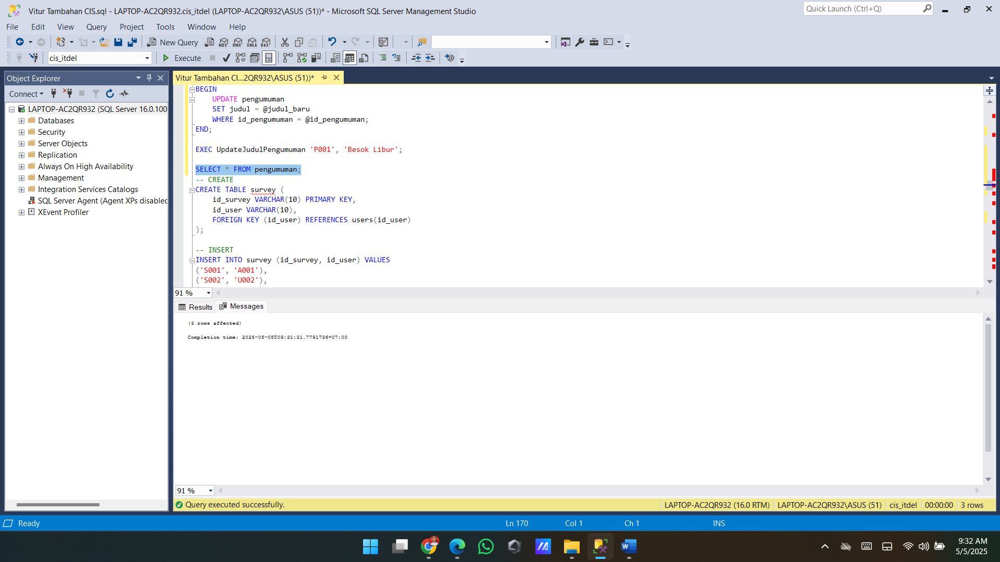 Vitur Tambahan CIS.sql - LAPTOP-AC2QR932.cis_itdel (LAPTOP-AC2QR932\ASUS (51))* - Microsoft SQL Server Management Studio
Quick Launch (Ctrl+Q)
File Edit View Query Project Tools Window Help
New Query MDX DMX XMLA DAX
cis_itdel
Execute
Object Explorer
Vitur Tambahan CI...2QR932\ASUS (51))*
Connect
LAPTOP-AC2QR932 (SQL Server 16.0.100
Databases
Security
Server Objects
Replication
Always On High Availability
Management
Integration Services Catalogs
SQL Server Agent (Agent XPs disabled
XEvent Profiler
BEGIN
UPDATE pengumuman
SET judul = @judul_baru
WHERE id_pengumuman = @id_pengumuman;
END;
EXEC UpdateJudulPengumuman 'P001', 'Besok Libur';
SELECT * FROM pengumuman;
-- CREATE
CREATE TABLE survey (
id_survey VARCHAR(10) PRIMARY KEY,
id_user VARCHAR(10),
FOREIGN KEY (id_user) REFERENCES users(id_user)
);
-- INSERT
INSERT INTO survey (id_survey, id_user) VALUES
('S001', 'A001'),
('S002', 'U002'),
91 %
Results Messages
(3 rows affected)
Completion time: 2025-05-05T09:31:31.7791736+07:00
91 %
Query executed successfully.
LAPTOP-AC2QR932 (16.0 RTM) LAPTOP-AC2QR932\ASUS (51) cis_itdel 00:00:00 3 rows
Ready
Ln 170 Col 1 Ch 1 INS
9:32 AM
5/5/2025